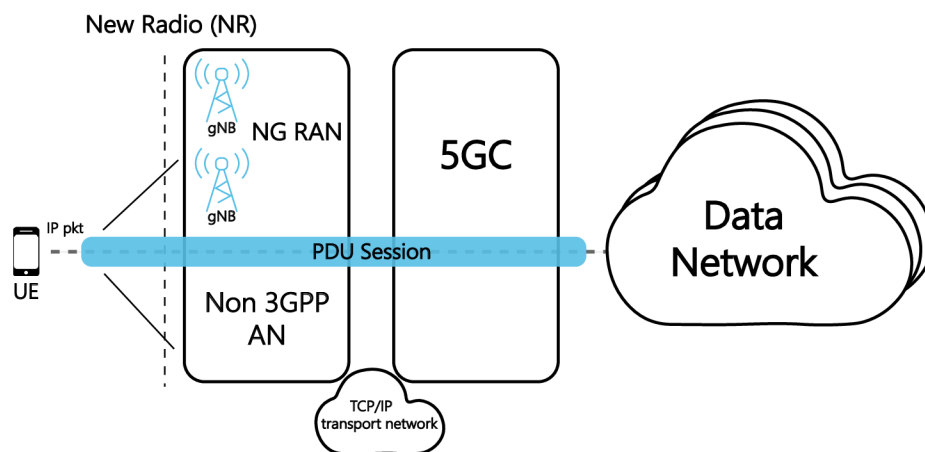 New Radio (NR)
gNB
NG RAN
gNB
5GC
IP pkt
UE
PDU Session
Data
Network
Non 3GPP
AN
TCP/IP
transport network